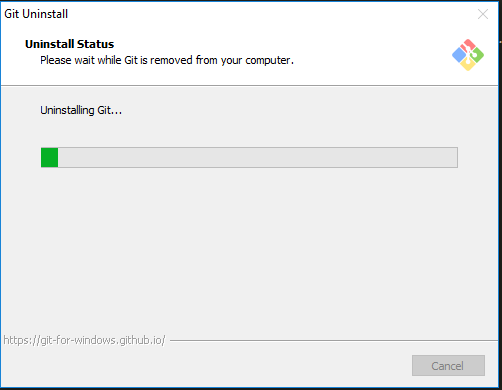 Git Uninstall
Uninstall Status
Please wait while Git is removed from your computer.
Uninstalling Git...
https://git-for-windows.github.io/
Cancel